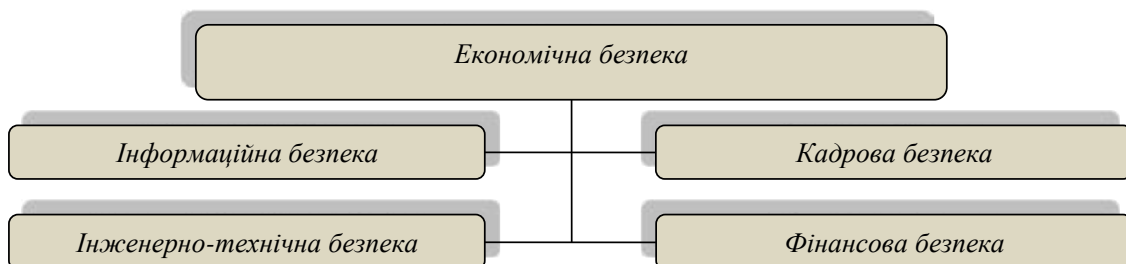 Економічна безпека
Інформаційна безпека
Кадрова безпека
Інженерно-технічна безпека
Фінансова безпека